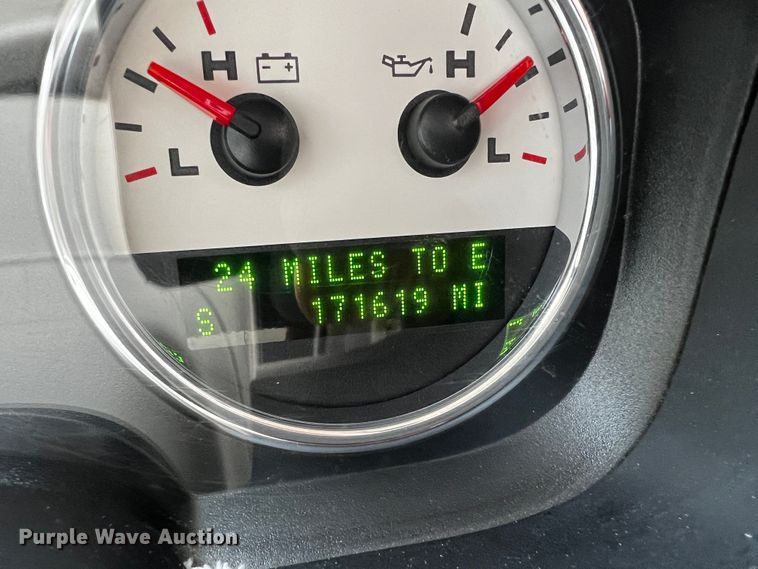 H H
L L
24 MILES TO E
S 171619 MI
Purple Wave Auction